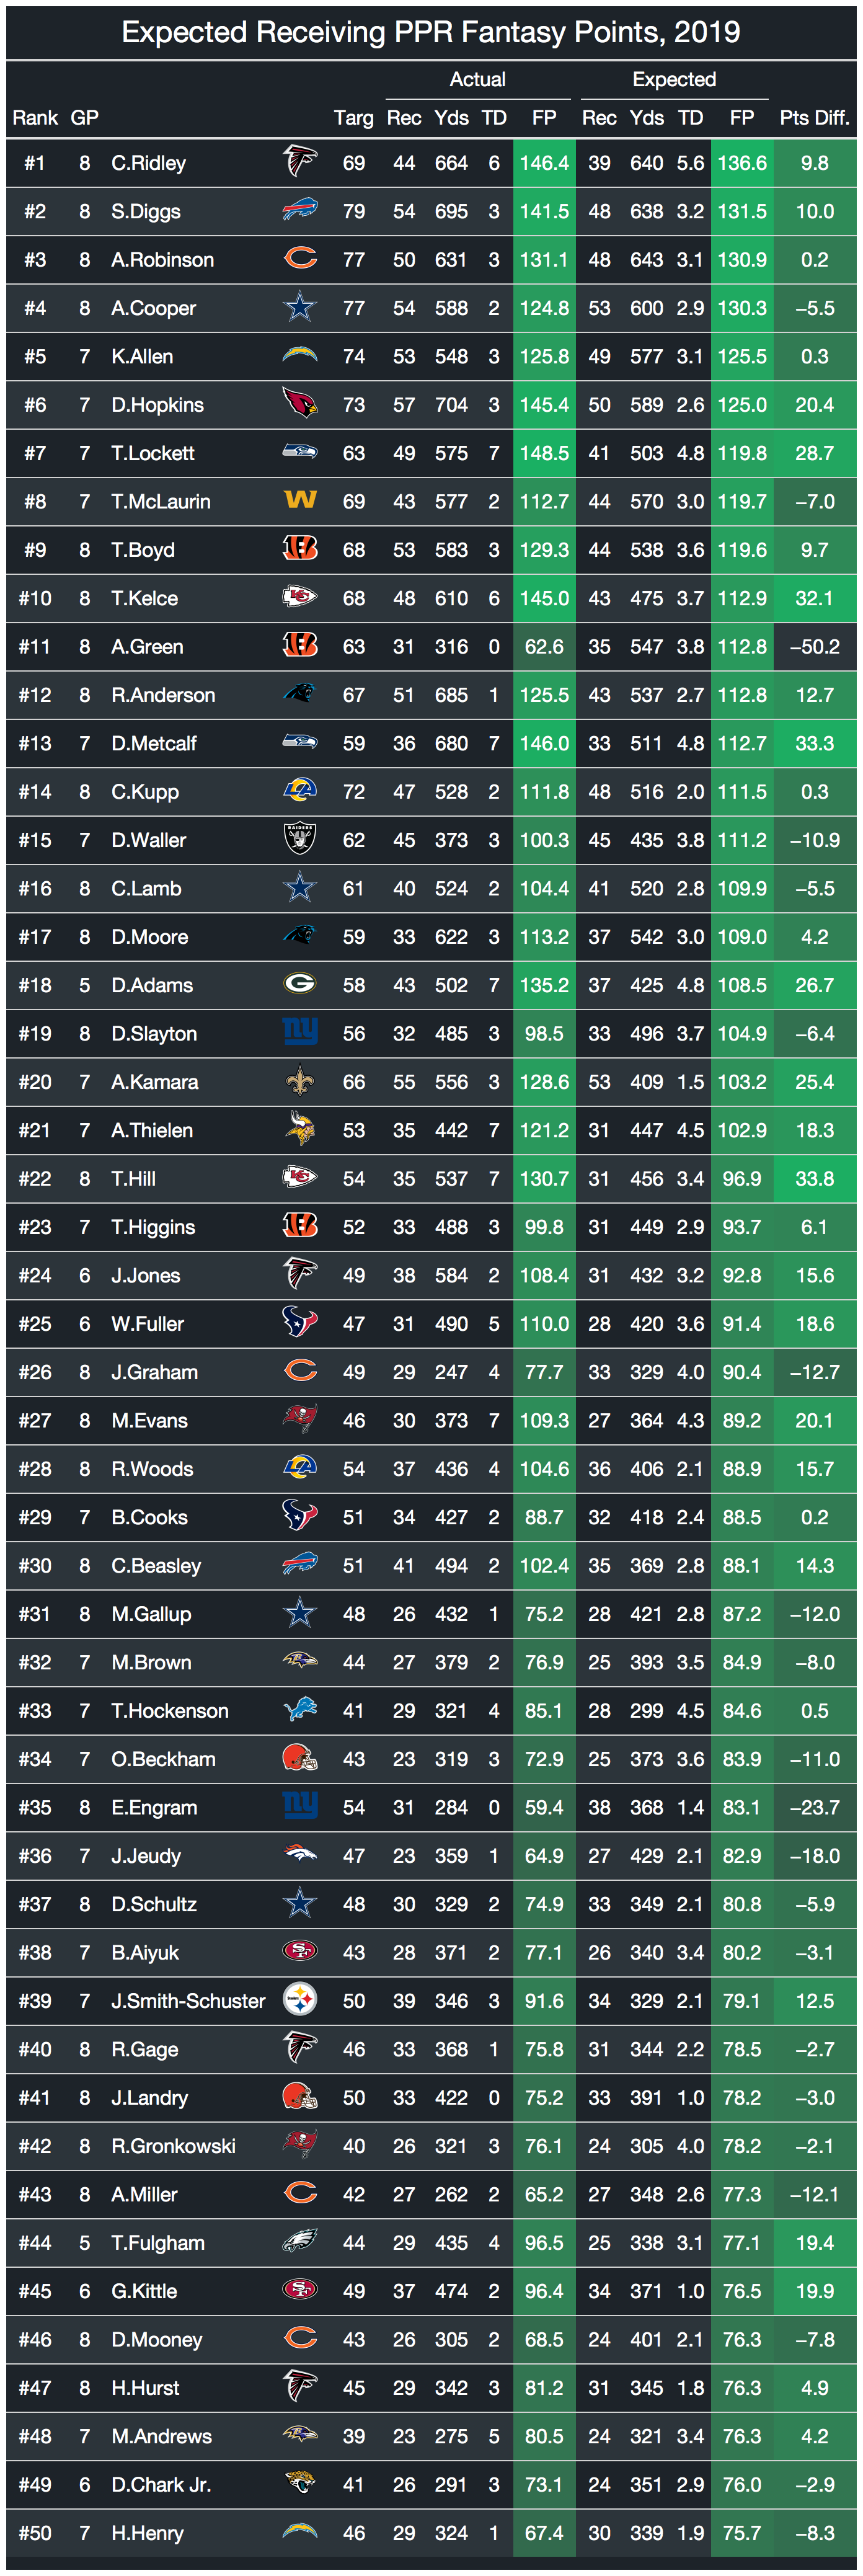 Expected Receiving PPR Fantasy Points, 2019
Actual Expected
Rank GP Targ Rec Yds TD FP Rec Yds TD FP Pts Diff.
#1 8 C.Ridley 69 44 664 6 146.4 39 640 5.6 136.6 9.8
#2 8 S.Diggs 79 54 695 3 141.5 48 638 3.2 131.5 10.0
#3 8 A.Robinson 77 50 631 3 131.1 48 643 3.1 130.9 0.2
#4 8 A.Cooper 77 54 588 2 124.8 53 600 2.9 130.3 −5.5
#5 7 K.Allen 74 53 548 3 125.8 49 577 3.1 125.5 0.3
#6 7 D.Hopkins 73 57 704 3 145.4 50 589 2.6 125.0 20.4
#7 7 T.Lockett 63 49 575 7 148.5 41 503 4.8 119.8 28.7
#8 7 T.McLaurin W 69 43 577 2 112.7 44 570 3.0 119.7 −7.0
#9 8 T.Boyd 68 53 583 3 129.3 44 538 3.6 119.6 9.7
#10 8 T.Kelce KC 68 48 610 6 145.0 43 475 3.7 112.9 32.1
#11 8 A.Green 63 31 316 0 62.6 35 547 3.8 112.8 −50.2
#12 8 R.Anderson 67 51 685 1 125.5 43 537 2.7 112.8 12.7
#13 7 D.Metcalf 59 36 680 7 146.0 33 511 4.8 112.7 33.3
#14 8 C.Kupp LA 72 47 528 2 111.8 48 516 2.0 111.5 0.3
#15 7 D.Waller RAIDERS 62 45 373 3 100.3 45 435 3.8 111.2 −10.9
#16 8 C.Lamb 61 40 524 2 104.4 41 520 2.8 109.9 −5.5
#17 8 D.Moore 59 33 622 3 113.2 37 542 3.0 109.0 4.2
#18 5 D.Adams G 58 43 502 7 135.2 37 425 4.8 108.5 26.7
#19 8 D.Slayton ny 56 32 485 3 98.5 33 496 3.7 104.9 −6.4
#20 7 A.Kamara 66 55 556 3 128.6 53 409 1.5 103.2 25.4
#21 7 A.Thielen 53 35 442 7 121.2 31 447 4.5 102.9 18.3
#22 8 T.Hill KC 54 35 537 7 130.7 31 456 3.4 96.9 33.8
#23 7 T.Higgins 52 33 488 3 99.8 31 449 2.9 93.7 6.1
#24 6 J.Jones 49 38 584 2 108.4 31 432 3.2 92.8 15.6
#25 6 W.Fuller 47 31 490 5 110.0 28 420 3.6 91.4 18.6
#26 8 J.Graham 49 29 247 4 77.7 33 329 4.0 90.4 −12.7
#27 8 M.Evans 46 30 373 7 109.3 27 364 4.3 89.2 20.1
#28 8 R.Woods LA 54 37 436 4 104.6 36 406 2.1 88.9 15.7
#29 7 B.Cooks 51 34 427 2 88.7 32 418 2.4 88.5 0.2
#30 8 C.Beasley 51 41 494 2 102.4 35 369 2.8 88.1 14.3
#31 8 M.Gallup 48 26 432 1 75.2 28 421 2.8 87.2 −12.0
#32 7 M.Brown 44 27 379 2 76.9 25 393 3.5 84.9 −8.0
#33 7 T.Hockenson 41 29 321 4 85.1 28 299 4.5 84.6 0.5
#34 7 O.Beckham 43 23 319 3 72.9 25 373 3.6 83.9 −11.0
#35 8 E.Engram ny 54 31 284 0 59.4 38 368 1.4 83.1 −23.7
#36 7 J.Jeudy 47 23 359 1 64.9 27 429 2.1 82.9 −18.0
#37 8 D.Schultz 48 30 329 2 74.9 33 349 2.1 80.8 −5.9
#38 7 B.Aiyuk SF 43 28 371 2 77.1 26 340 3.4 80.2 −3.1
#39 7 J.Smith-Schuster Steelers 50 39 346 3 91.6 34 329 2.1 79.1 12.5
#40 8 R.Gage 46 33 368 1 75.8 31 344 2.2 78.5 −2.7
#41 8 J.Landry 50 33 422 0 75.2 33 391 1.0 78.2 −3.0
#42 8 R.Gronkowski 40 26 321 3 76.1 24 305 4.0 78.2 −2.1
#43 8 A.Miller 42 27 262 2 65.2 27 348 2.6 77.3 −12.1
#44 5 T.Fulgham 44 29 435 4 96.5 25 338 3.1 77.1 19.4
#45 6 G.Kittle SF 49 37 474 2 96.4 34 371 1.0 76.5 19.9
#46 8 D.Mooney 43 26 305 2 68.5 24 401 2.1 76.3 −7.8
#47 8 H.Hurst 45 29 342 3 81.2 31 345 1.8 76.3 4.9
#48 7 M.Andrews 39 23 275 5 80.5 24 321 3.4 76.3 4.2
#49 6 D.Chark Jr. 41 26 291 3 73.1 24 351 2.9 76.0 −2.9
#50 7 H.Henry 46 29 324 1 67.4 30 339 1.9 75.7 −8.3